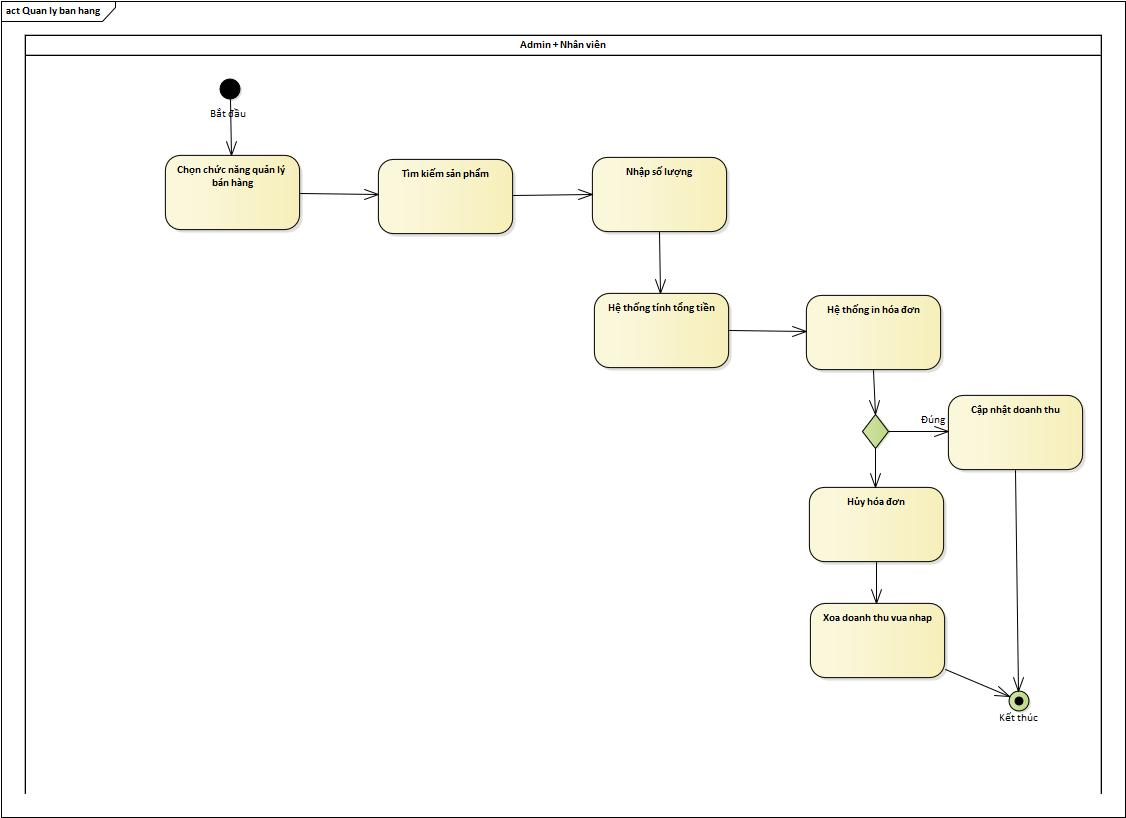 act Quan ly ban hang
Admin + Nhân viên
Bắt đầu
Chọn chức năng quản lý
bán hàng
Tìm kiếm sản phẩm
Nhập số lượng
Hệ thống tính tổng tiền
Hệ thống in hóa đơn
Đúng
Cập nhật doanh thu
Hủy hóa đơn
Xoa doanh thu vua nhap
Kết thúc